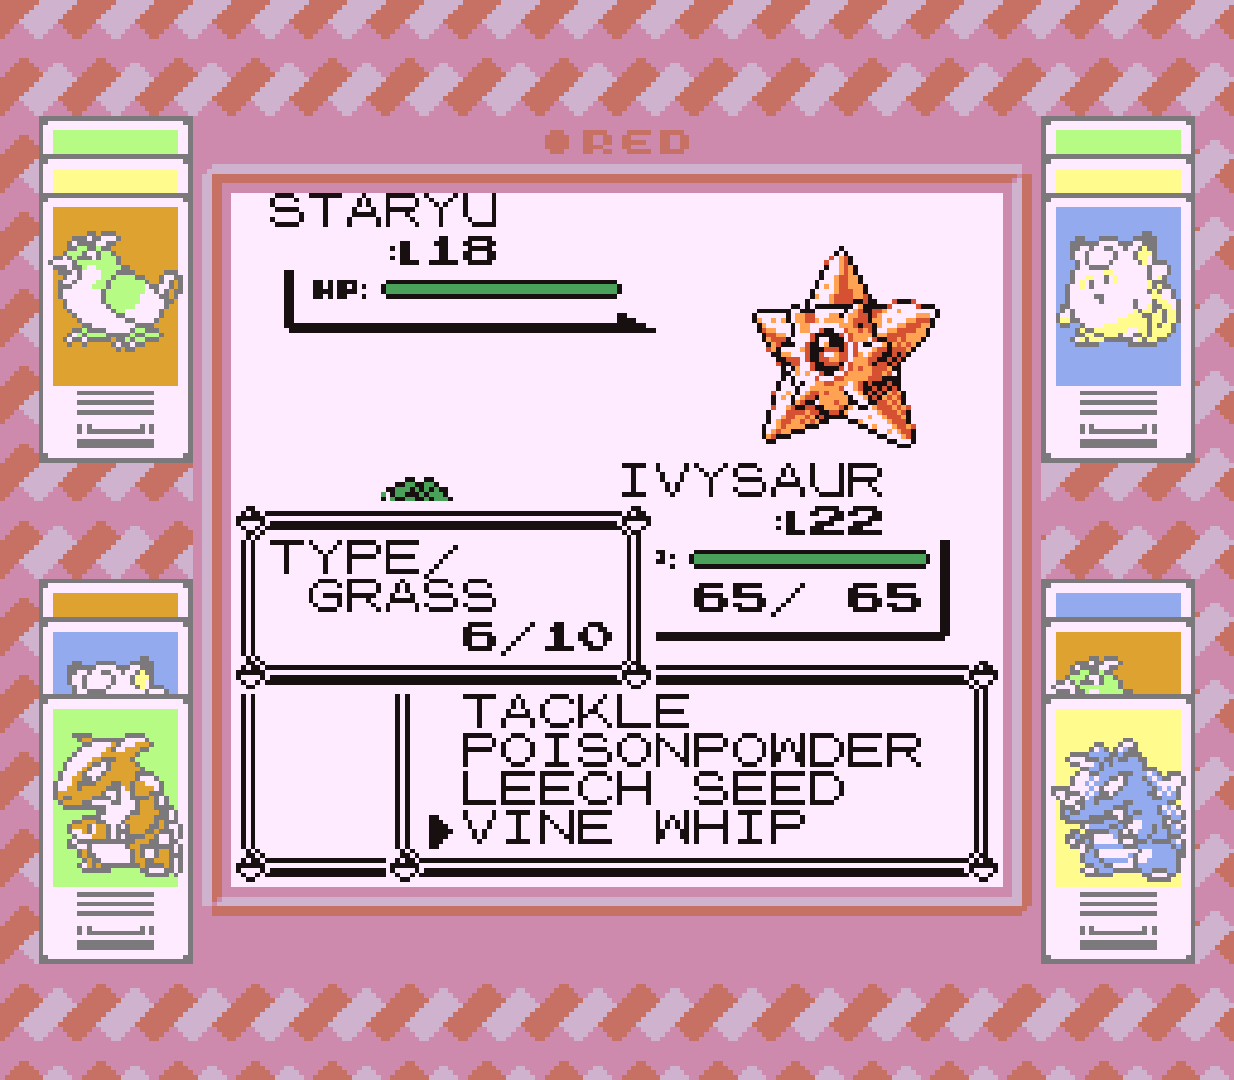 RED
STARYU
:L18
HP:
IVYSAUR
:L22
65/ 65
TYPE/
GRASS
6/10
TACKLE
POISONPOWDER
LEECH SEED
VINE WHIP